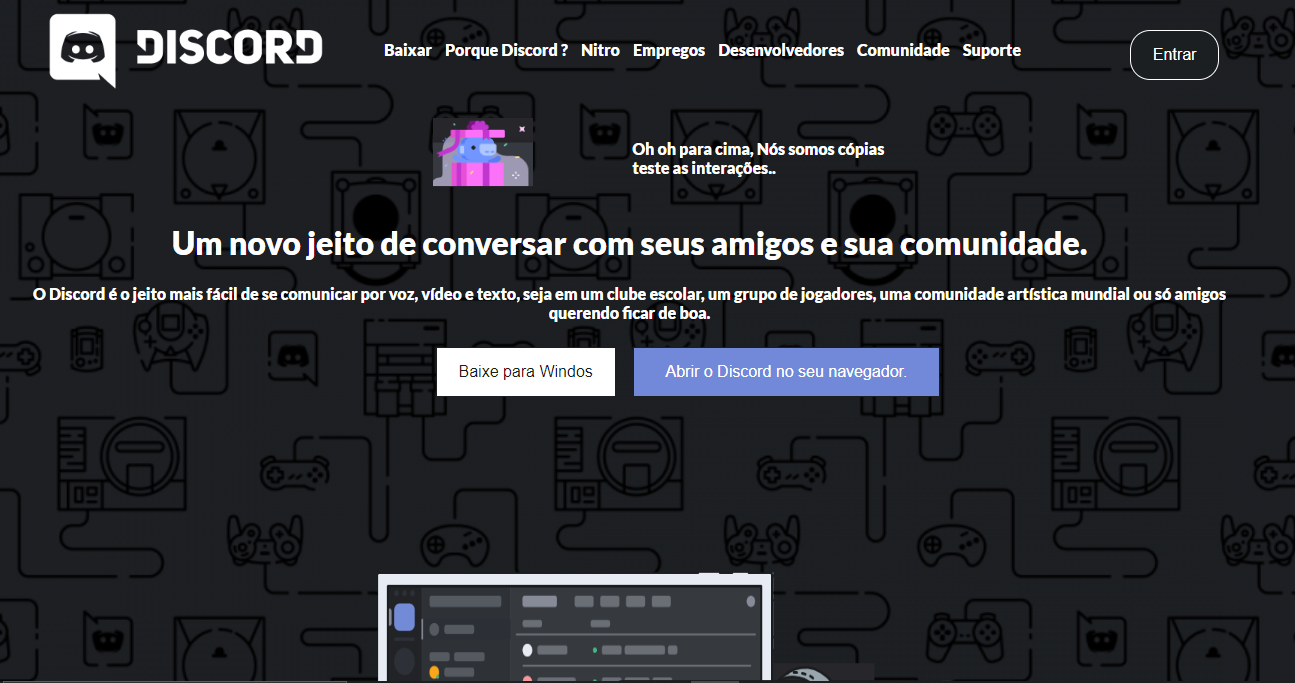 DISCORD
Baixar Porque Discord ? Nitro Empregos Desenvolvedores Comunidade Suporte
Entrar
Oh oh para cima, Nós somos cópias
teste as interações..
Um novo jeito de conversar com seus amigos e sua comunidade.
O Discord é o jeito mais fácil de se comunicar por voz, vídeo e texto, seja em um clube escolar, um grupo de jogadores, uma comunidade artística mundial ou só amigos
querendo ficar de boa.
Baixe para Windos
Abrir o Discord no seu navegador.